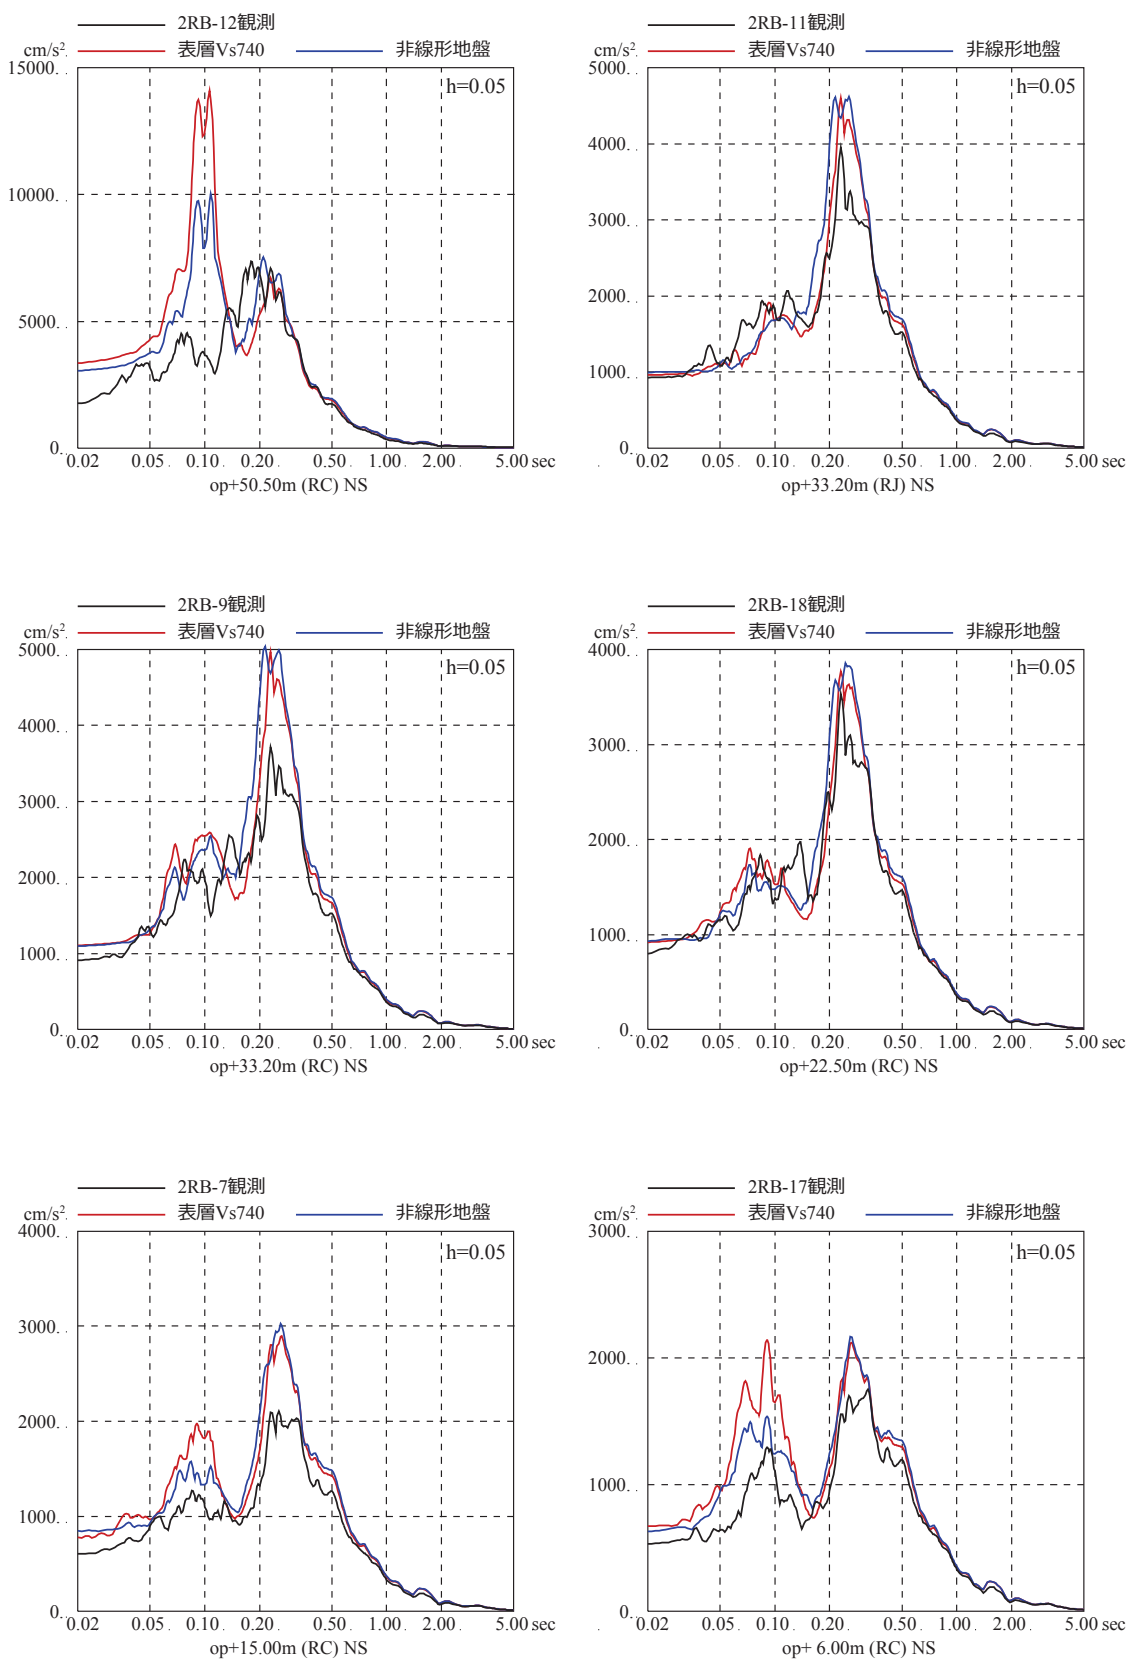 2RB-12観測
cm/s². 表層Vs740 非線形地盤
15000.
h=0.05
10000.
5000.
0.
0.02 0.05. 0.10. 0.20. 0.50. 1.00. 2.00. 5.00 sec
op+50.50m (RC) NS
2RB-11観測
cm/s². 表層Vs740 非線形地盤
5000.
h=0.05
4000.
3000.
2000.
1000.
0.
0.02 0.05. 0.10. 0.20. 0.50. 1.00. 2.00. 5.00 sec
op+33.20m (RJ) NS
2RB-9観測
cm/s². 表層Vs740 非線形地盤
5000.
h=0.05
4000.
3000.
2000.
1000.
0.
0.02 0.05. 0.10. 0.20. 0.50. 1.00. 2.00. 5.00 sec
op+33.20m (RC) NS
2RB-18観測
cm/s². 表層Vs740 非線形地盤
4000.
h=0.05
3000.
2000.
1000.
0.
0.02 0.05. 0.10. 0.20. 0.50. 1.00. 2.00. 5.00 sec
op+22.50m (RC) NS
2RB-7観測
cm/s². 表層Vs740 非線形地盤
4000.
h=0.05
3000.
2000.
1000.
0.
0.02 0.05. 0.10. 0.20. 0.50. 1.00. 2.00. 5.00 sec
op+15.00m (RC) NS
2RB-17観測
cm/s². 表層Vs740 非線形地盤
3000.
h=0.05
2000.
1000.
0.
0.02 0.05. 0.10. 0.20. 0.50. 1.00. 2.00. 5.00 sec
op+ 6.00m (RC) NS